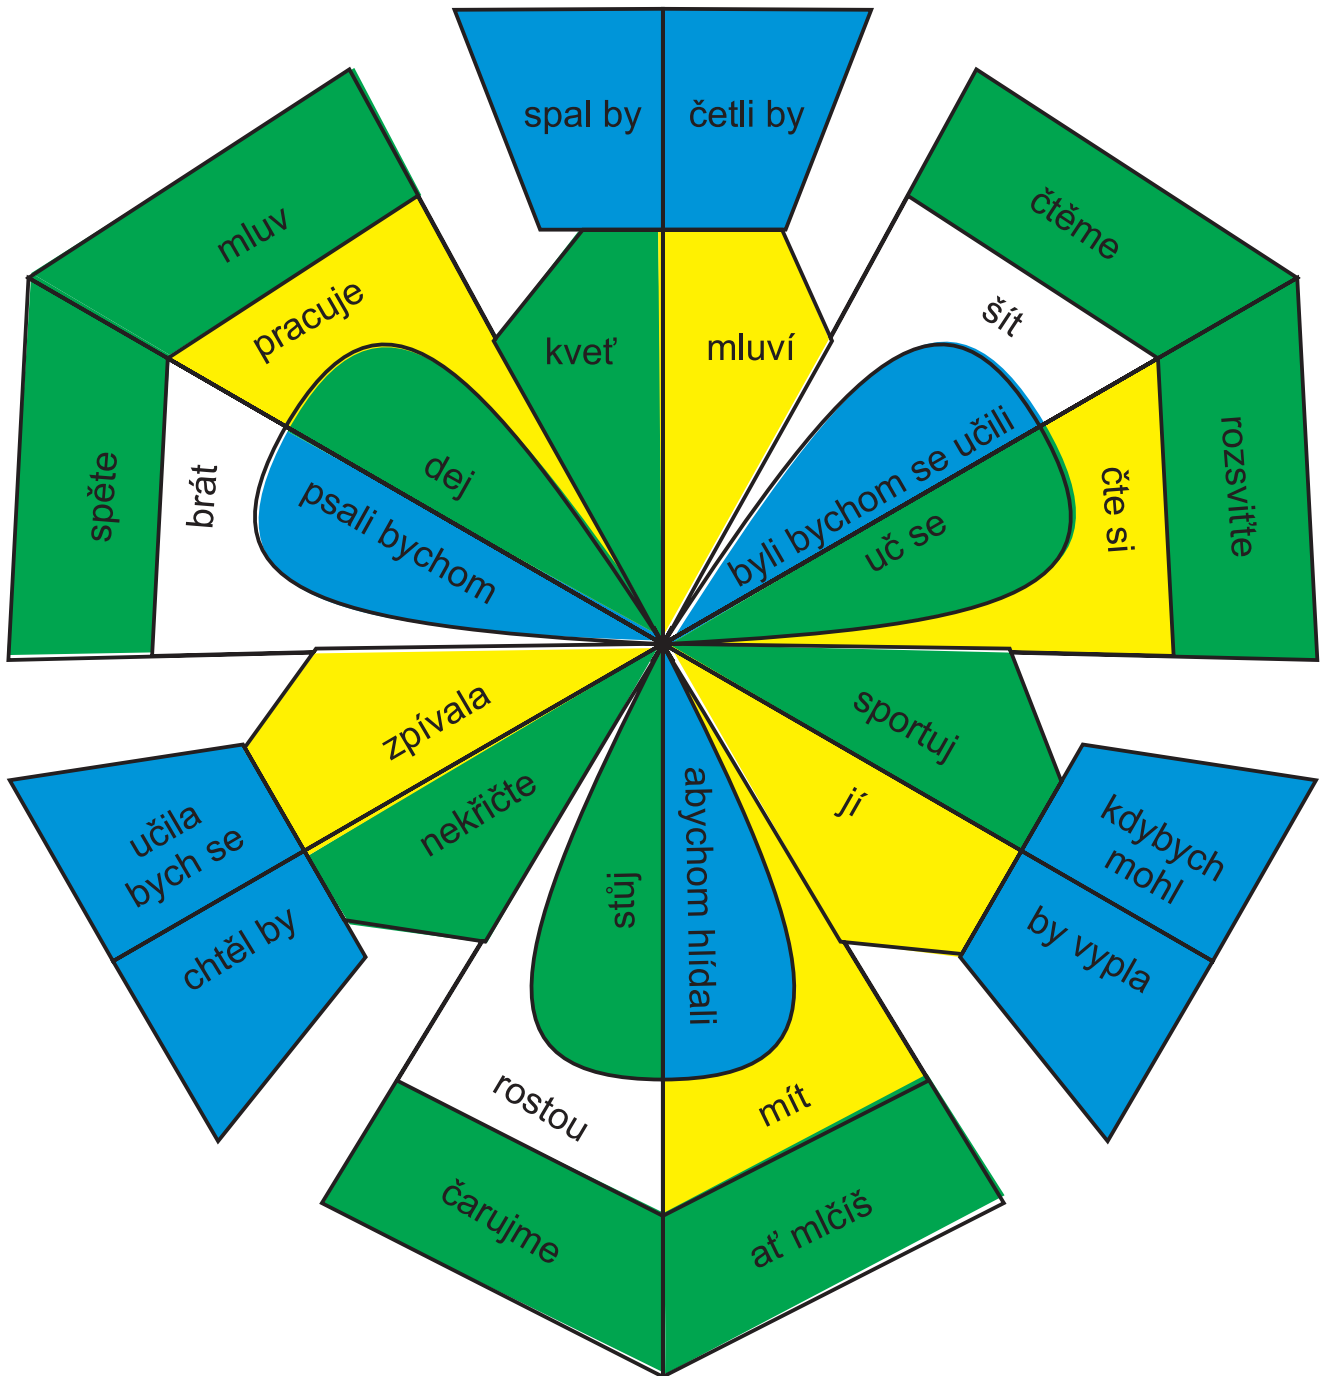 spal by
četli by
mluv
čtěme
pracuje
šít
kveť
mluví
spěte
brát
dej
psali bychom
byli bychom se učili
uč se
čte si
rozsviťte
zpívala
nekřičte
sportuj
jí
učila
bych se
chtěl by
kdybych
mohl
by vypla
stůj
abychom hlídali
rostou
mít
čarujme
ať mlčíš